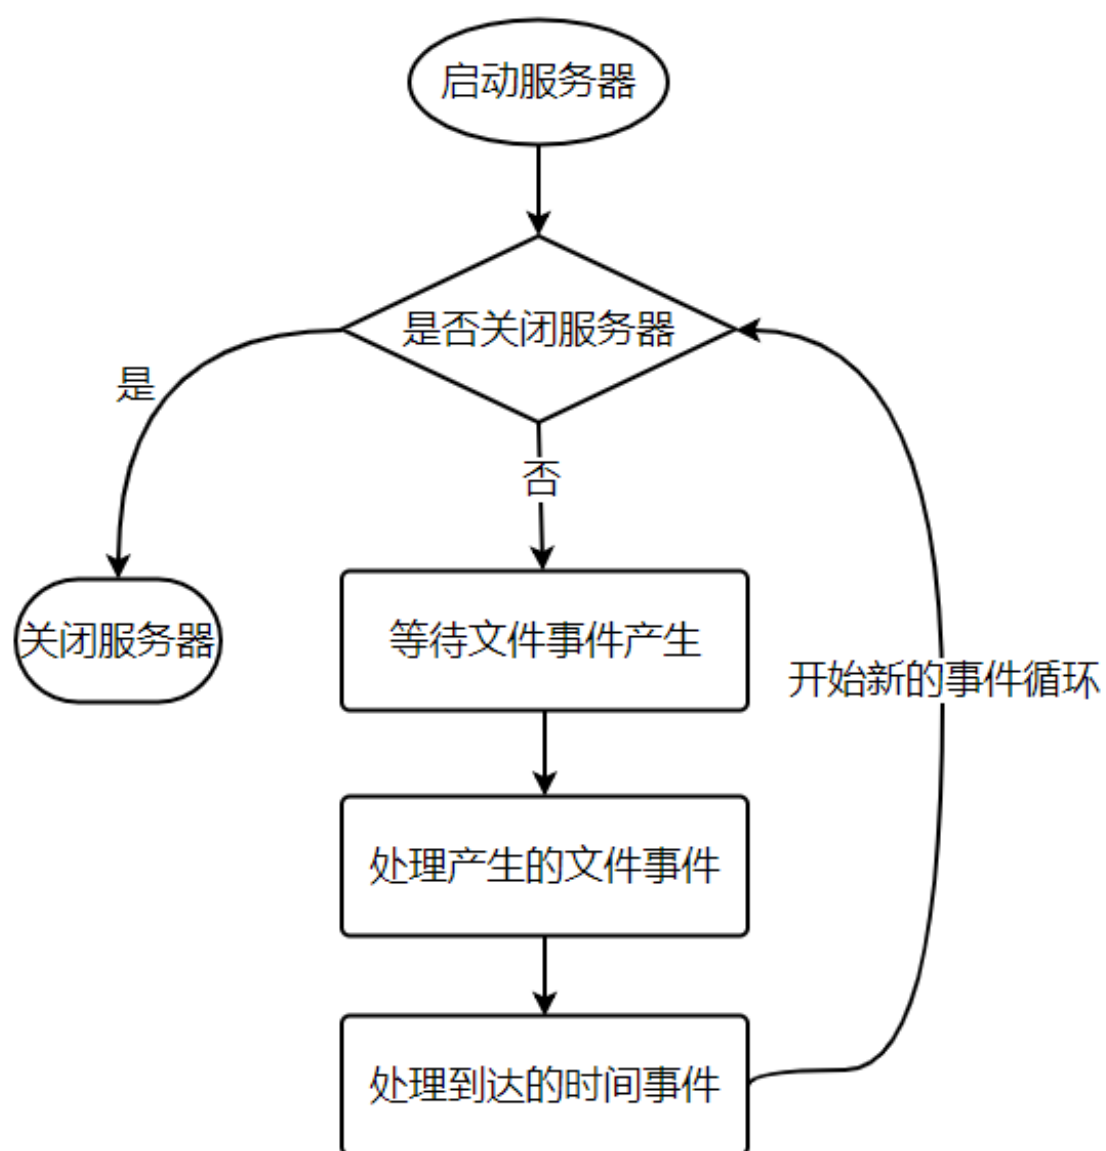 启动服务器
是否关闭服务器
是
否
关闭服务器
等待文件事件产生
开始新的事件循环
处理产生的文件事件
处理到达的时间事件